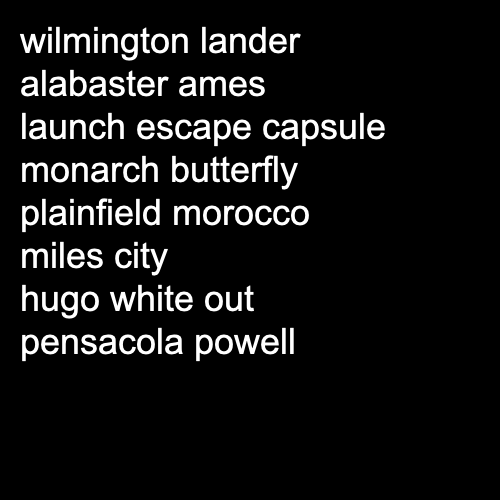 wilmington lander
alabaster ames
launch escape capsule
monarch butterfly
plainfield morocco
miles city
hugo white out
pensacola powell